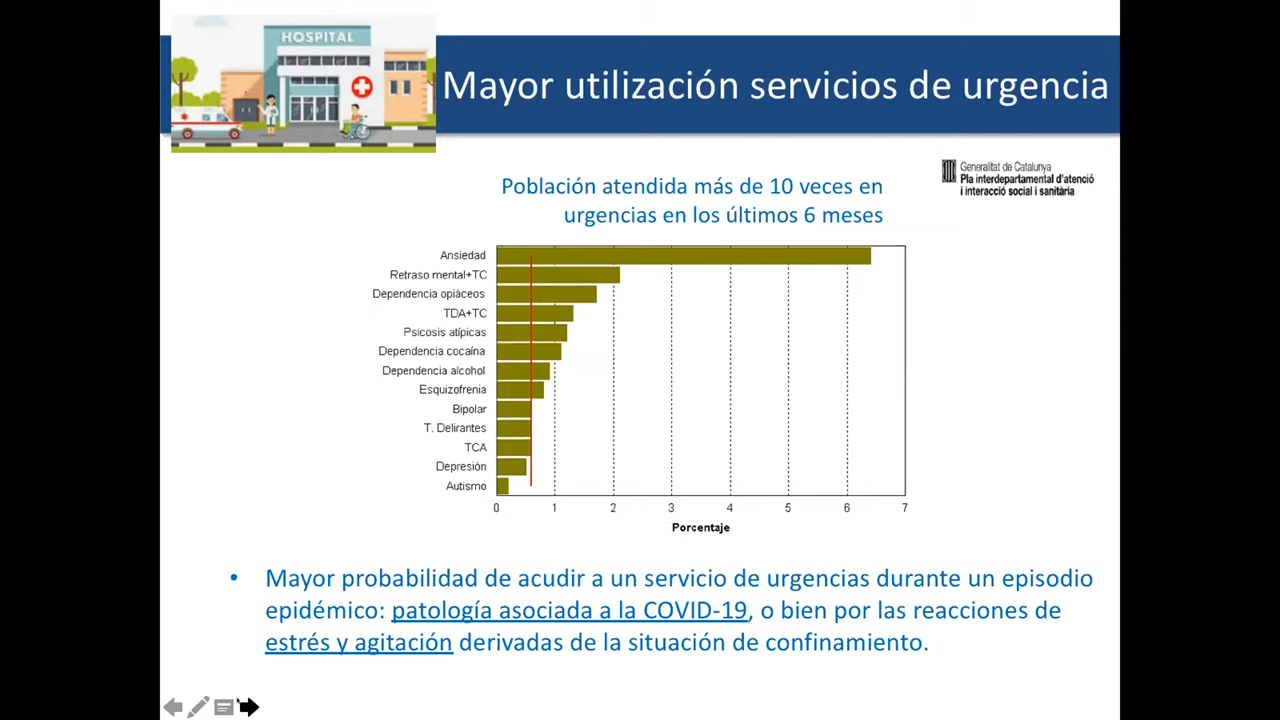 HOSPITAL
Mayor utilización servicios de urgencia
Generalitat de Catalunya
Pla interdepartamental d'atenció
i interacció social i sanitària
Población atendida más de 10 veces en
urgencias en los últimos 6 meses
Ansiedad
Retraso mental+TC
Dependencia opiáceos
TDA+TC
Psicosis atípicas
Dependencia cocaína
Dependencia alcohol
Esquizofrenia
Bipolar
T. Delirantes
TCA
Depresión
Autismo
0 1 2 3 4 5 6 7
Porcentaje
• Mayor probabilidad de acudir a un servicio de urgencias durante un episodio
epidémico: patología asociada a la COVID-19, o bien por las reacciones de
estrés y agitación derivadas de la situación de confinamiento.